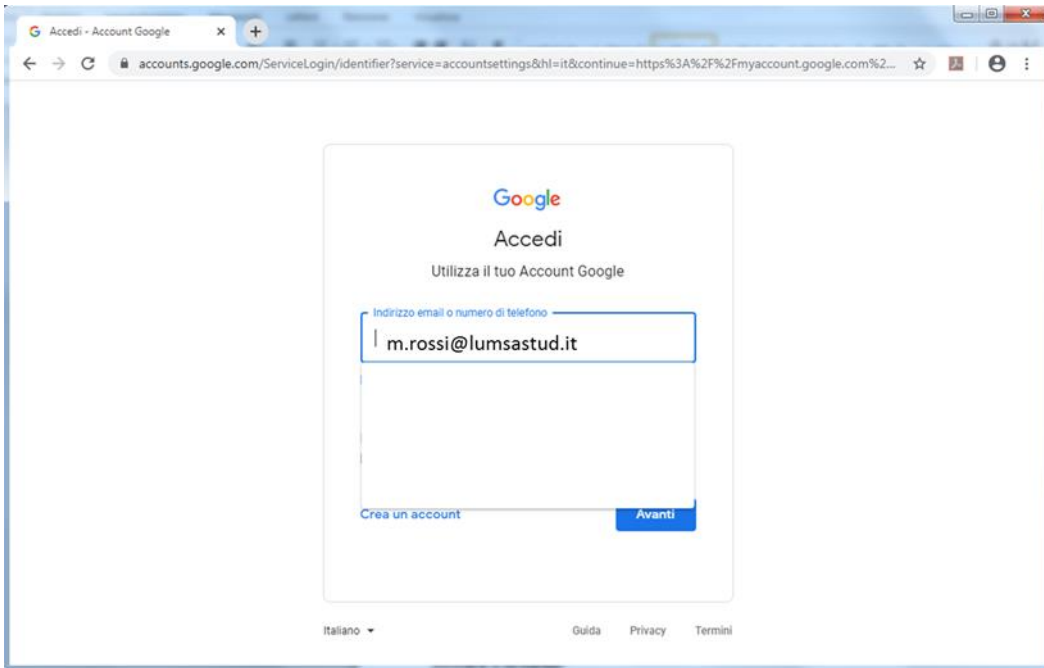 Accedi - Account Google
accounts.google.com/ServiceLogin/identifier?service=accountsettings&hl=it&continue=https%3A%2F%2Fmyaccount.google.com%2...
Google
Accedi
Utilizza il tuo Account Google
Indirizzo email o numero di telefono
m.rossi@lumsastud.it
Crea un account
Avanti
Italiano
Guida Privacy Termini